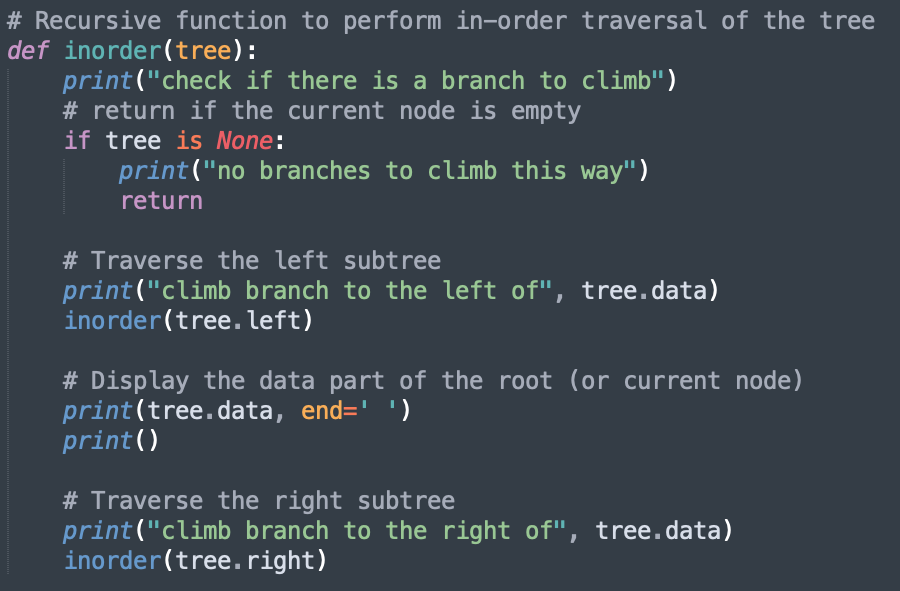 # Recursive function to perform in-order traversal of the tree
def inorder(tree):
    print("check if there is a branch to climb")
    # return if the current node is empty
    if tree is None:
        print("no branches to climb this way")
        return

    # Traverse the left subtree
    print("climb branch to the left of", tree.data)
    inorder(tree.left)

    # Display the data part of the root (or current node)
    print(tree.data, end=' ')
    print()

    # Traverse the right subtree
    print("climb branch to the right of", tree.data)
    inorder(tree.right)